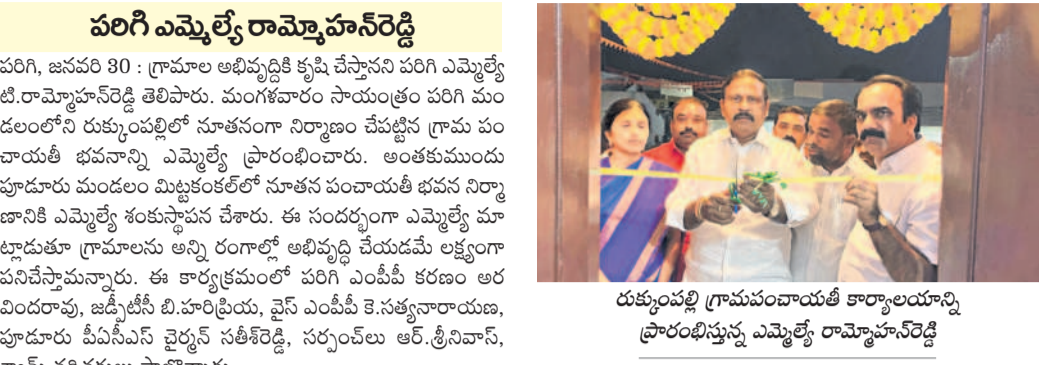 పరిగి ఎమ్మెల్యే రామ్మోహన్‌రెడ్డి
పరిగి, జనవరి 30 : గ్రామాల అభివృద్దికి కృషి చేస్తానని పరిగి ఎమ్మెల్యే
టి.రామ్మోహన్‌రెడ్డి తెలిపారు. మంగళవారం సాయంత్రం పరిగి మం
డలంలోని రుక్కుంపల్లిలో నూతనంగా నిర్మాణం చేపట్టిన గ్రామ పం
చాయతీ భవనాన్ని ఎమ్మెల్యే ప్రారంభించారు. అంతకుముందు
పూడూరు మండలం మిట్టకంకల్‌లో నూతన పంచాయతీ భవన నిర్మా
ణానికి ఎమ్మెల్యే శంకుస్థాపన చేశారు. ఈ సందర్భంగా ఎమ్మెల్యే మా
ట్లాడుతూ గ్రామాలను అన్ని రంగాల్లో అభివృద్ధి చేయడమే లక్ష్యంగా
పనిచేస్తామన్నారు. ఈ కార్యక్రమంలో పరిగి ఎంపీపీ కరణం అర
విందరావు, జడ్పీటీసీ బి.హరిప్రియ, వైస్ ఎంపీపీ కె.సత్యనారాయణ,
పూడూరు పీఏసీఎస్ చైర్మన్ సతీశ్‌రెడ్డి, సర్పంచ్‌లు ఆర్.శ్రీనివాస్,
రుక్కుంపల్లి గ్రామపంచాయతీ కార్యాలయాన్ని
ప్రారంభిస్తున్న ఎమ్మెల్యే రామ్మోహన్‌రెడ్డి